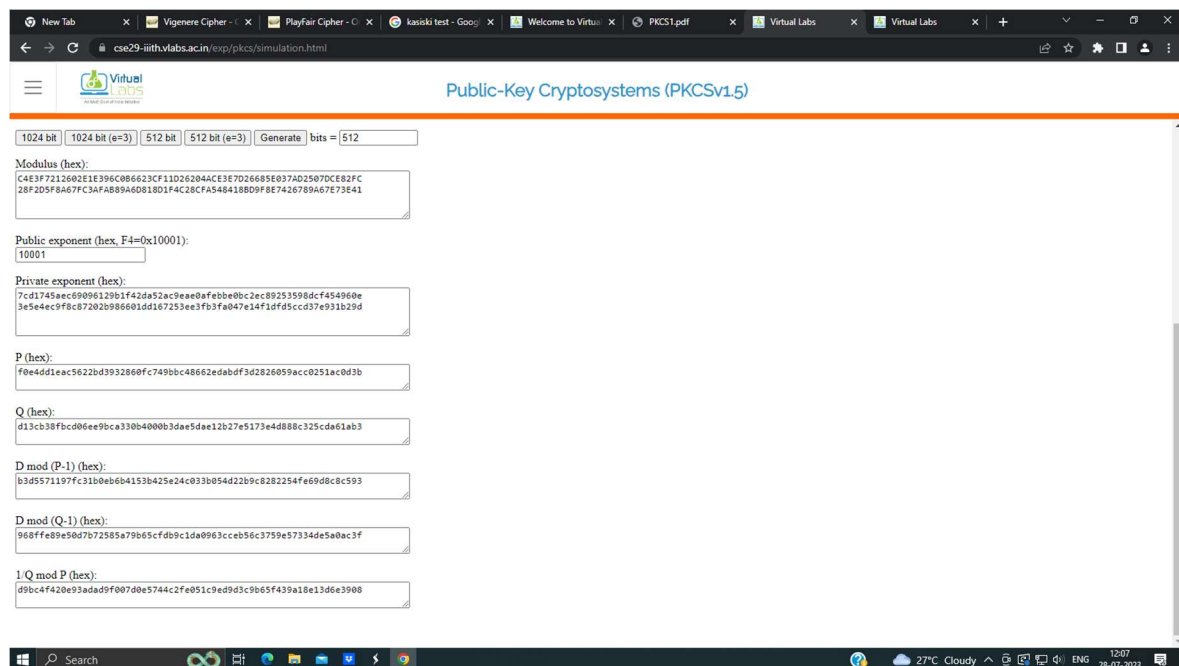 New Tab
Vigenere Cipher - C
PlayFair Cipher - O
kasiski test - Googl
Welcome to Virtual
PKCS1.pdf
Virtual Labs
Virtual Labs
cse29-iiith.vlabs.ac.in/exp/pkcs/simulation.html
Virtual
Labs
Public-Key Cryptosystems (PKCSv1.5)
1024 bit 1024 bit (e=3) 512 bit 512 bit (e=3) Generate bits = 512
Modulus (hex):
C4E3F7212602E1E396C0B6623CF11D26204ACE3E7D26685E037AD2507DCE82FC
28F2D5F8A67FC3AFAB89A6D818D1F4C28CFA548418BD9F8E7426789A67E73E41
Public exponent (hex, F4=0x10001):
10001
Private exponent (hex):
7cd1745aec69096129b1f42da52ac9eae0afebbe0bc2ec89253598dcf454960e
3e5e4ec9f8c87202b986601dd167253ee3fb3fa047e14f1dfd5ccd37e931b29d
P (hex):
f0e4dd1eac5622bd3932860fc749bbc48662edabdf3d2826059acc0251ac0d3b
Q (hex):
d13cb38fbcd06ee9bca330b4000b3dae5dae12b27e5173e4d888c325cda61ab3
D mod (P-1) (hex):
b3d5571197fc31b0eb6b4153b425e24c033b054d22b9c8282254fe69d8c8c593
D mod (Q-1) (hex):
968ffe89e50d7b72585a79b65cfdb9c1da0963cceb56c3759e57334de5a0ac3f
1/Q mod P (hex):
d9bc4f420e93adad9f007d0e5744c2fe051c9ed9d3c9b65f439a18e13d6e3908
Search
27°C Cloudy
ENG
12:07
28-07-2023